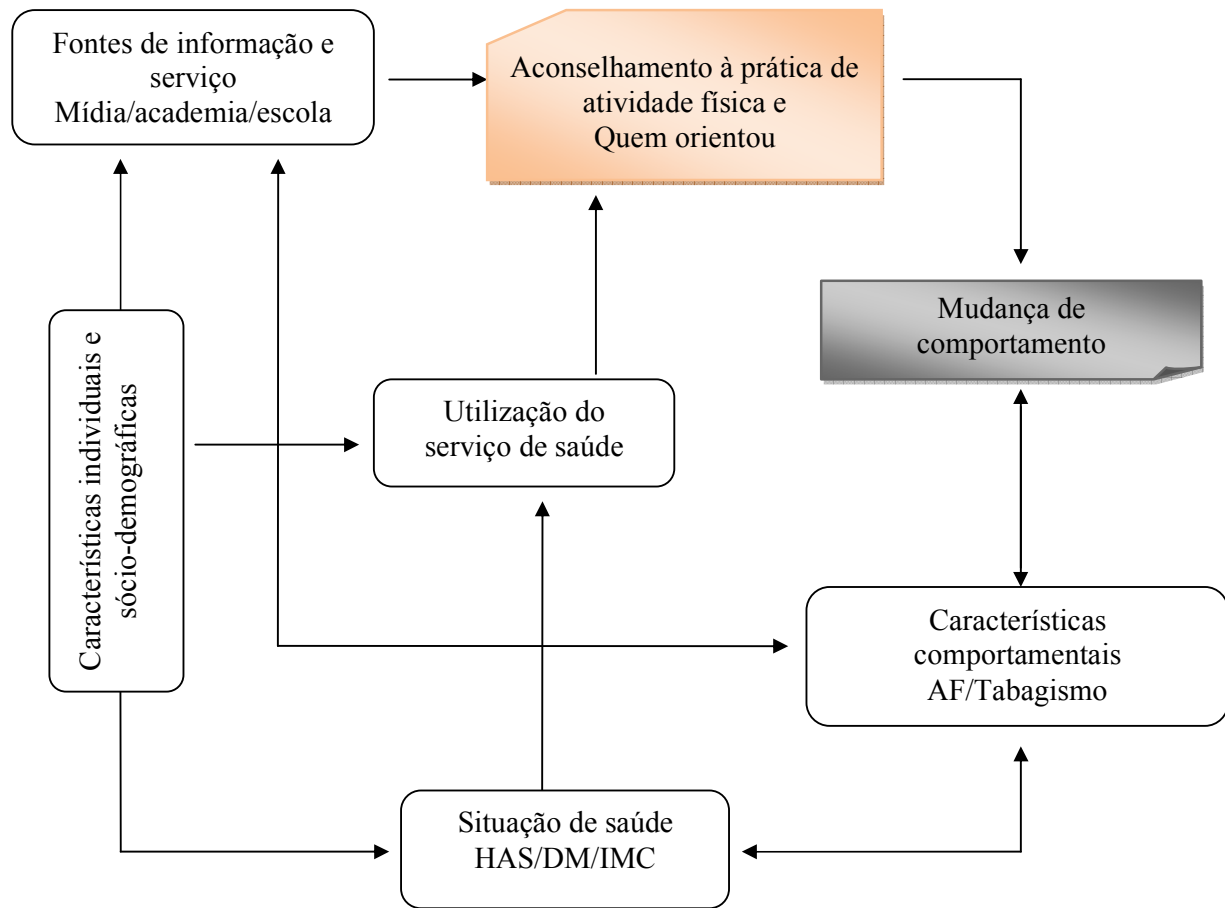 Fontes de informação e
serviço
Mídia/academia/escola
Aconselhamento à prática de
atividade física e
Quem orientou
Mudança de
comportamento
Características individuais e
sócio-demográficas
Utilização do
serviço de saúde
Características
comportamentais
AF/Tabagismo
Situação de saúde
HAS/DM/IMC